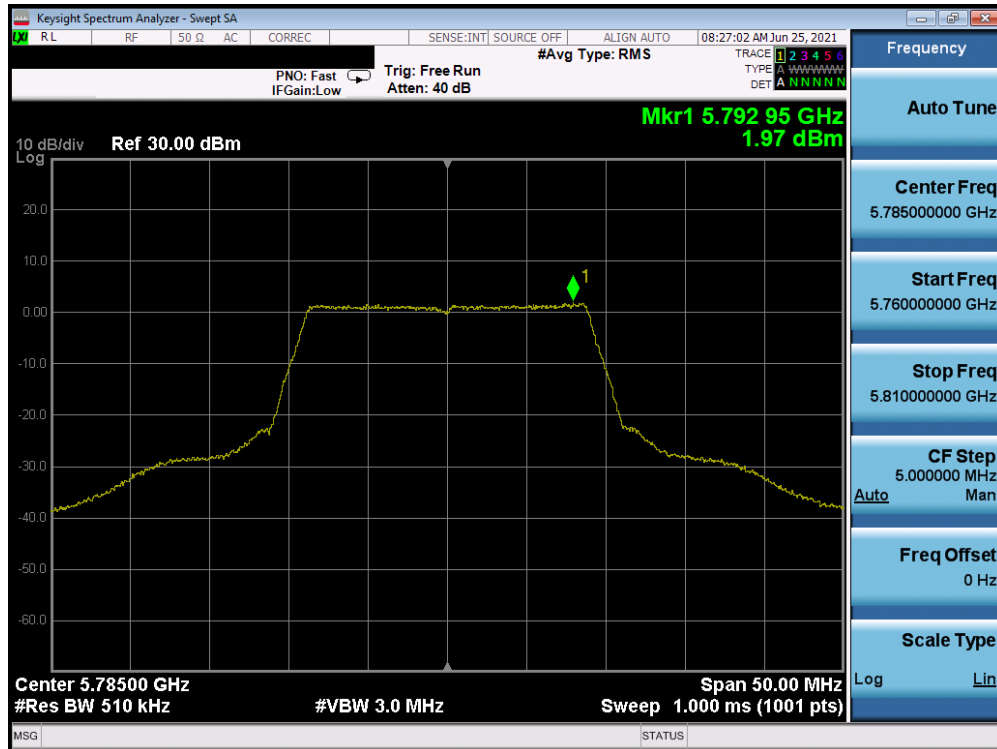 Keysight Spectrum Analyzer - Swept SA
LXI RL RF 50 Ω AC CORREC SENSE:INT SOURCE OFF ALIGN AUTO 08:27:02 AM Jun 25, 2021
PNO: Fast
IFGain:Low
Trig: Free Run
Atten: 40 dB
#Avg Type: RMS
TRACE 1 2 3 4 5 6
TYPE A WWWWWW
DET A N N N N N
Mkr1 5.792 95 GHz
1.97 dBm
10 dB/div Ref 30.00 dBm
Log
20.0
10.0
0.00
-10.0
-20.0
-30.0
-40.0
-50.0
-60.0
1
Center 5.78500 GHz Span 50.00 MHz
#Res BW 510 kHz #VBW 3.0 MHz Sweep 1.000 ms (1001 pts)
MSG STATUS
Frequency
Auto Tune
Center Freq
5.785000000 GHz
Start Freq
5.760000000 GHz
Stop Freq
5.810000000 GHz
CF Step
5.000000 MHz
Auto Man
Freq Offset
0 Hz
Scale Type
Log Lin